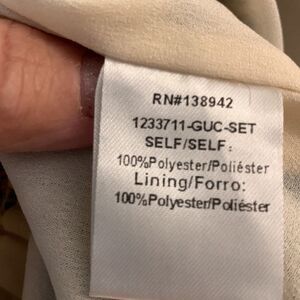 RN#138942
1233711-GUC-SET
SELF/SELF:
100%Polyester/Poliéster
Lining/Forro:
100%Polyester/Poliéster